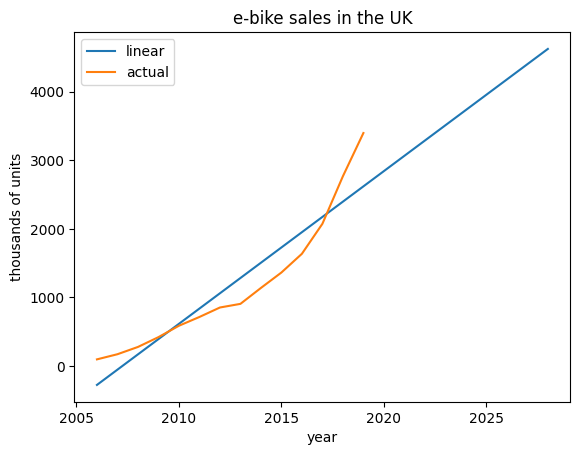 e-bike sales in the UK
linear
actual
thousands of units
4000
3000
2000
1000
0
2005
2010
2015
2020
2025
year